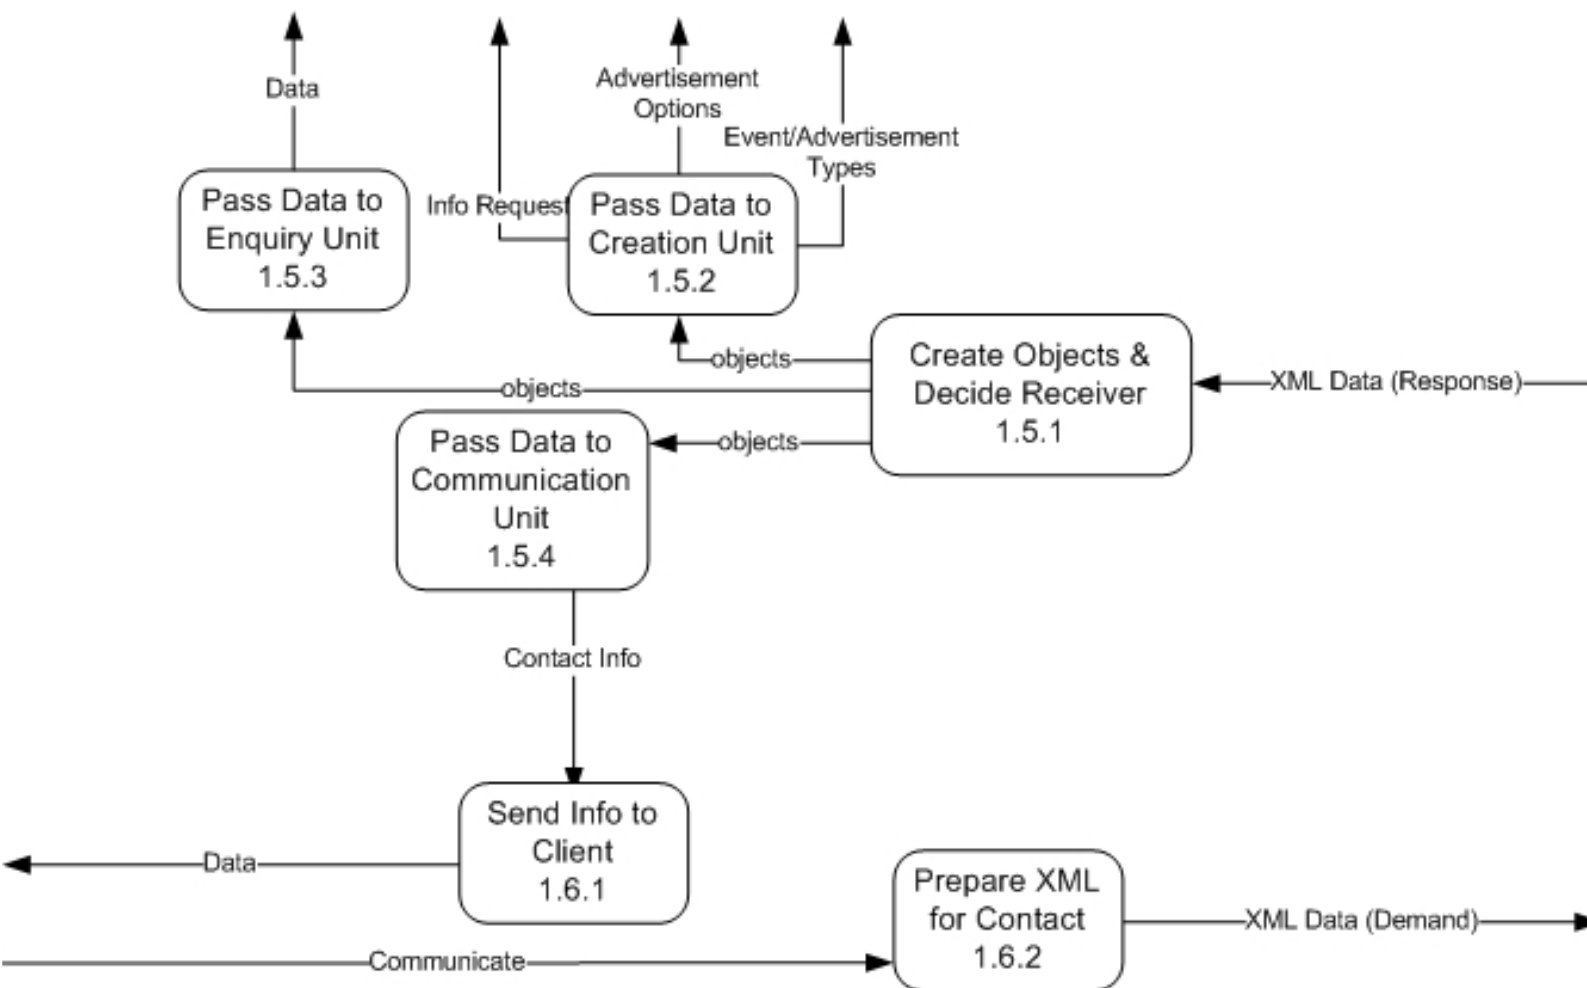 Data
Advertisement
Options
Event/Advertisement
Types
Info Request
Pass Data to
Enquiry Unit
1.5.3
Pass Data to
Creation Unit
1.5.2
objects
objects
Create Objects &
Decide Receiver
1.5.1
XML Data (Response)
Pass Data to
Communication
Unit
1.5.4
objects
Contact Info
Send Info to
Client
1.6.1
Data
Prepare XML
for Contact
1.6.2
XML Data (Demand)
Communicate